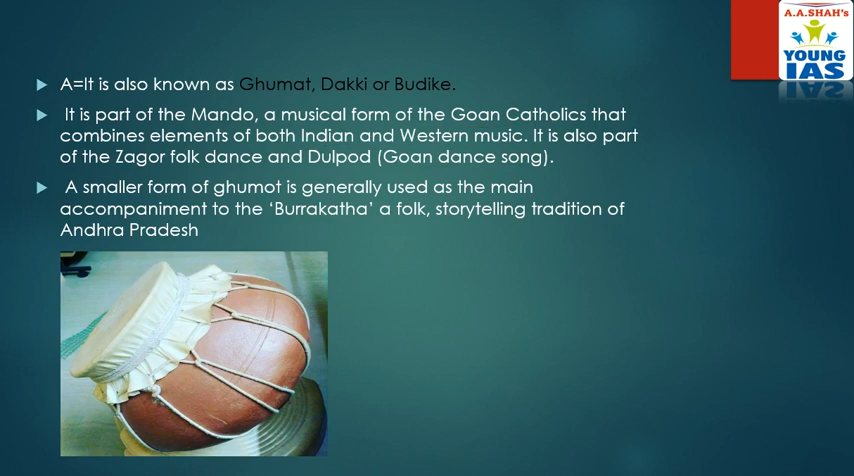 A.A.SHAH's
YOUNG
IAS
A=It is also known as Ghumat, Dakki or Budike.
It is part of the Mando, a musical form of the Goan Catholics that
combines elements of both Indian and Western music. It is also part
of the Zagor folk dance and Dulpod (Goan dance song).
A smaller form of ghumot is generally used as the main
accompaniment to the ‘Burrakatha’ a folk, storytelling tradition of
Andhra Pradesh